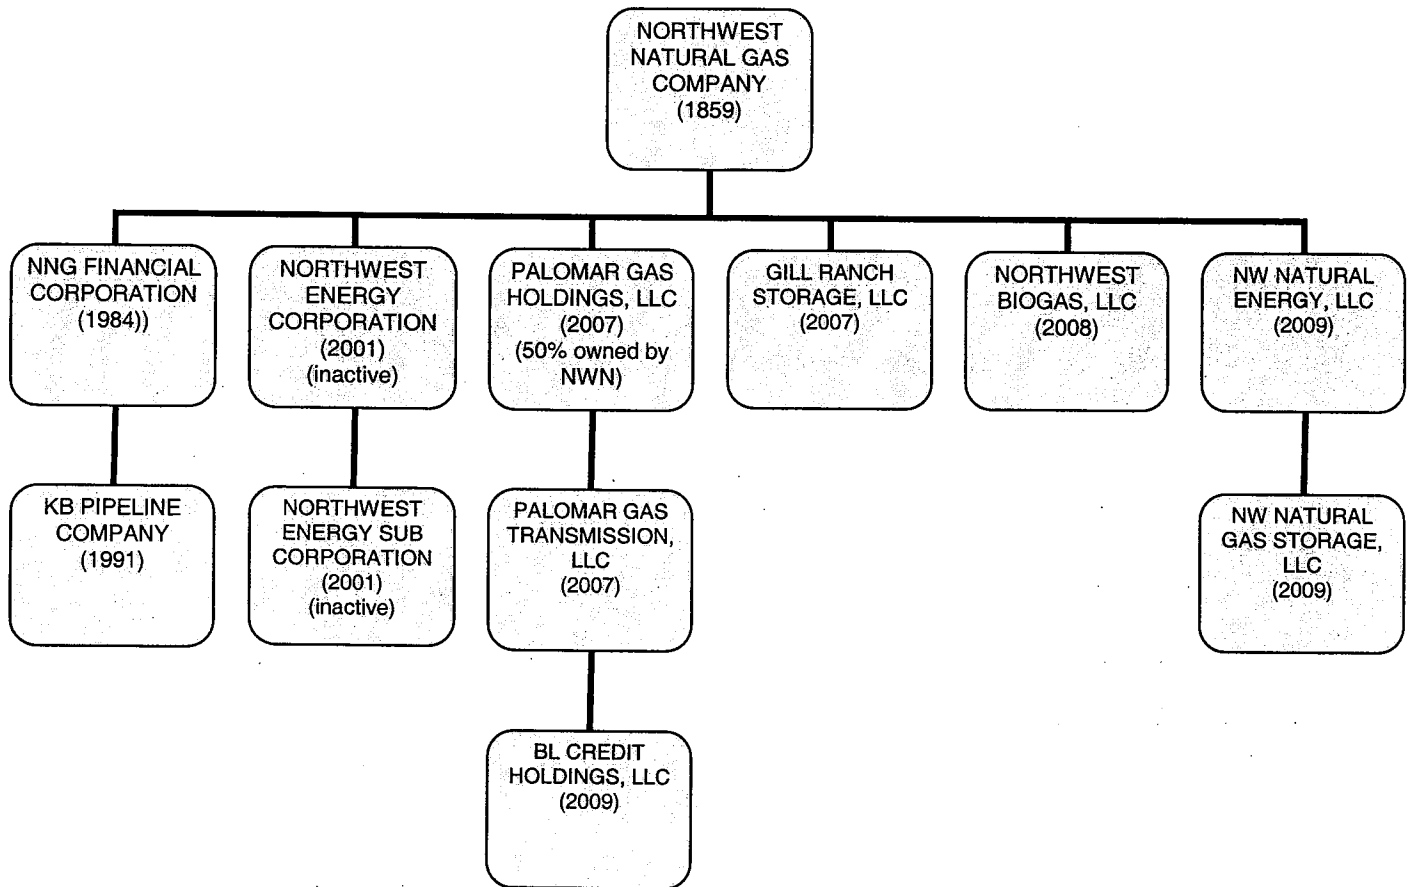 NORTHWEST
NATURAL GAS
COMPANY
(1859)
NNG FINANCIAL
CORPORATION
(1984))
NORTHWEST
ENERGY
CORPORATION
(2001)
(inactive)
PALOMAR GAS
HOLDINGS, LLC
(2007)
(50% owned by
NWN)
GILL RANCH
STORAGE, LLC
(2007)
NORTHWEST
BIOGAS, LLC
(2008)
NW NATURAL
ENERGY, LLC
(2009)
KB PIPELINE
COMPANY
(1991)
NORTHWEST
ENERGY SUB
CORPORATION
(2001)
(inactive)
PALOMAR GAS
TRANSMISSION,
LLC
(2007)
NW NATURAL
GAS STORAGE,
LLC
(2009)
BL CREDIT
HOLDINGS, LLC
(2009)